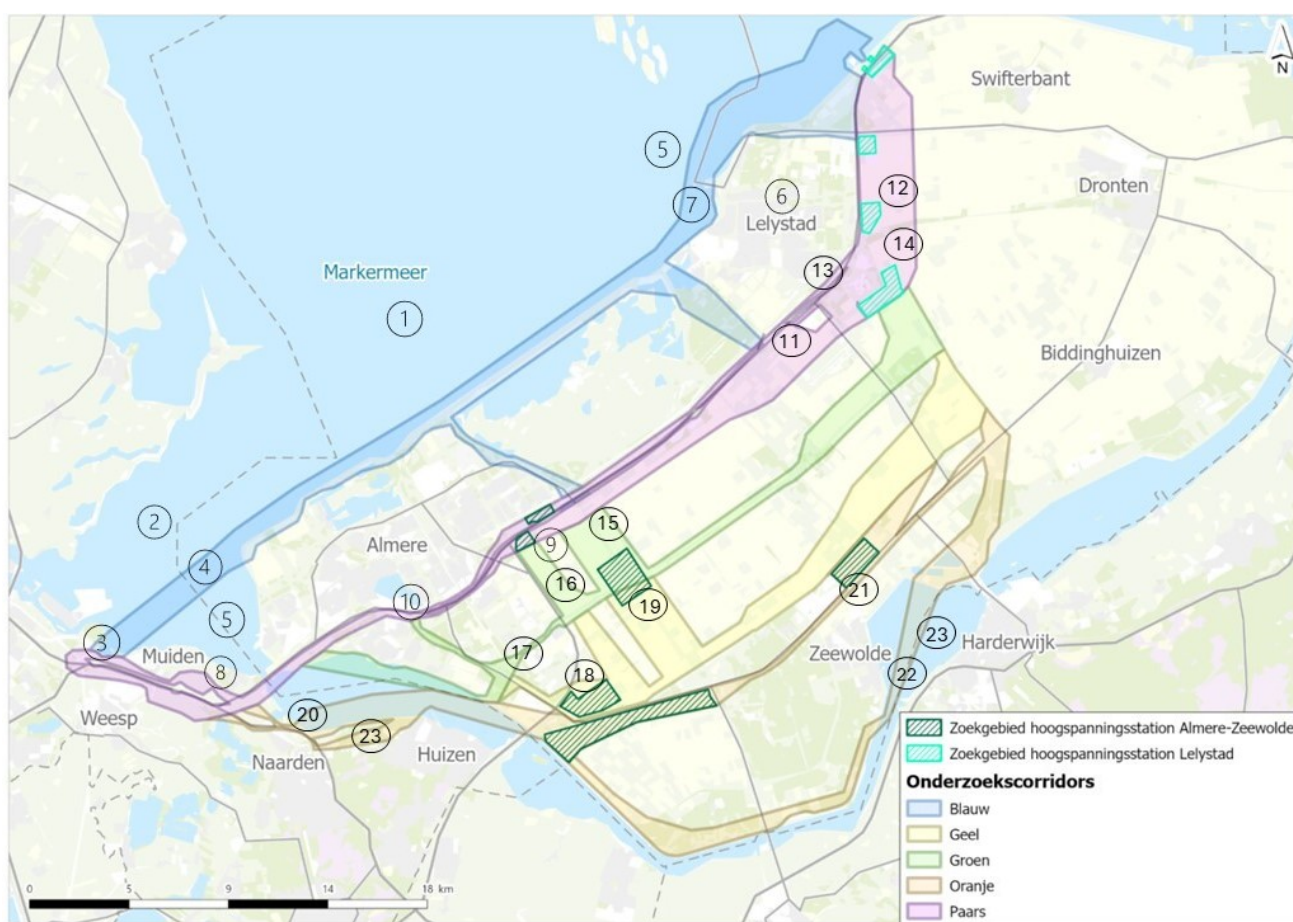 N
Swifterbant
5
12
Dronten
6
7
Lelystad
14
13
Markermeer
1
11
Biddinghuizen
2
15
Almere
9
4
16
21
10
19
5
23
Harderwijk
3
Muiden
17
Zeewolde
8
18
22
20
Weesp
23
Naarden
Huizen
Zoekgebied hoogspanningsstation Almere-Zeewolde
Zoekgebied hoogspanningsstation Lelystad
Onderzoekscorridors
Blauw
Geel
Groen
Oranje
Paars
0 5 9 14 18 km